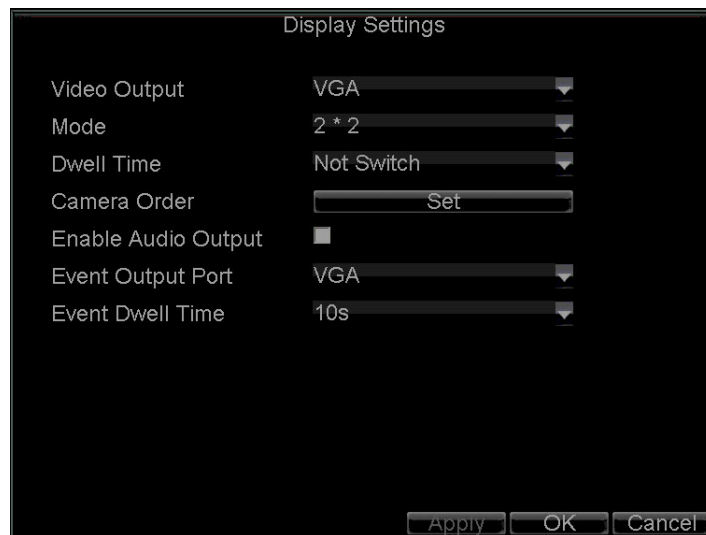 Display Settings
Video Output VGA
Mode 2 * 2
Dwell Time Not Switch
Camera Order Set
Enable Audio Output
Event Output Port VGA
Event Dwell Time 10s
Apply OK Cancel